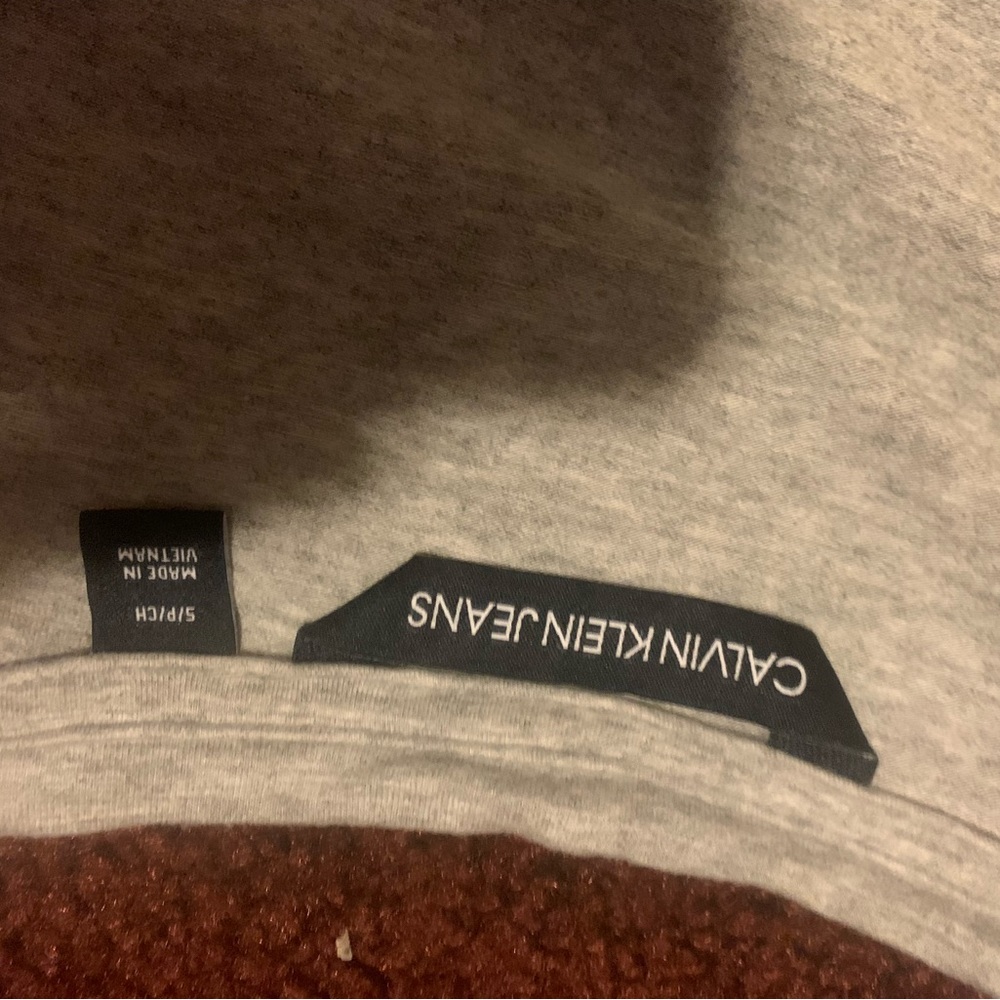 CALVIN KLEIN JEANS
S/P/CH
MADE IN
VIETNAM